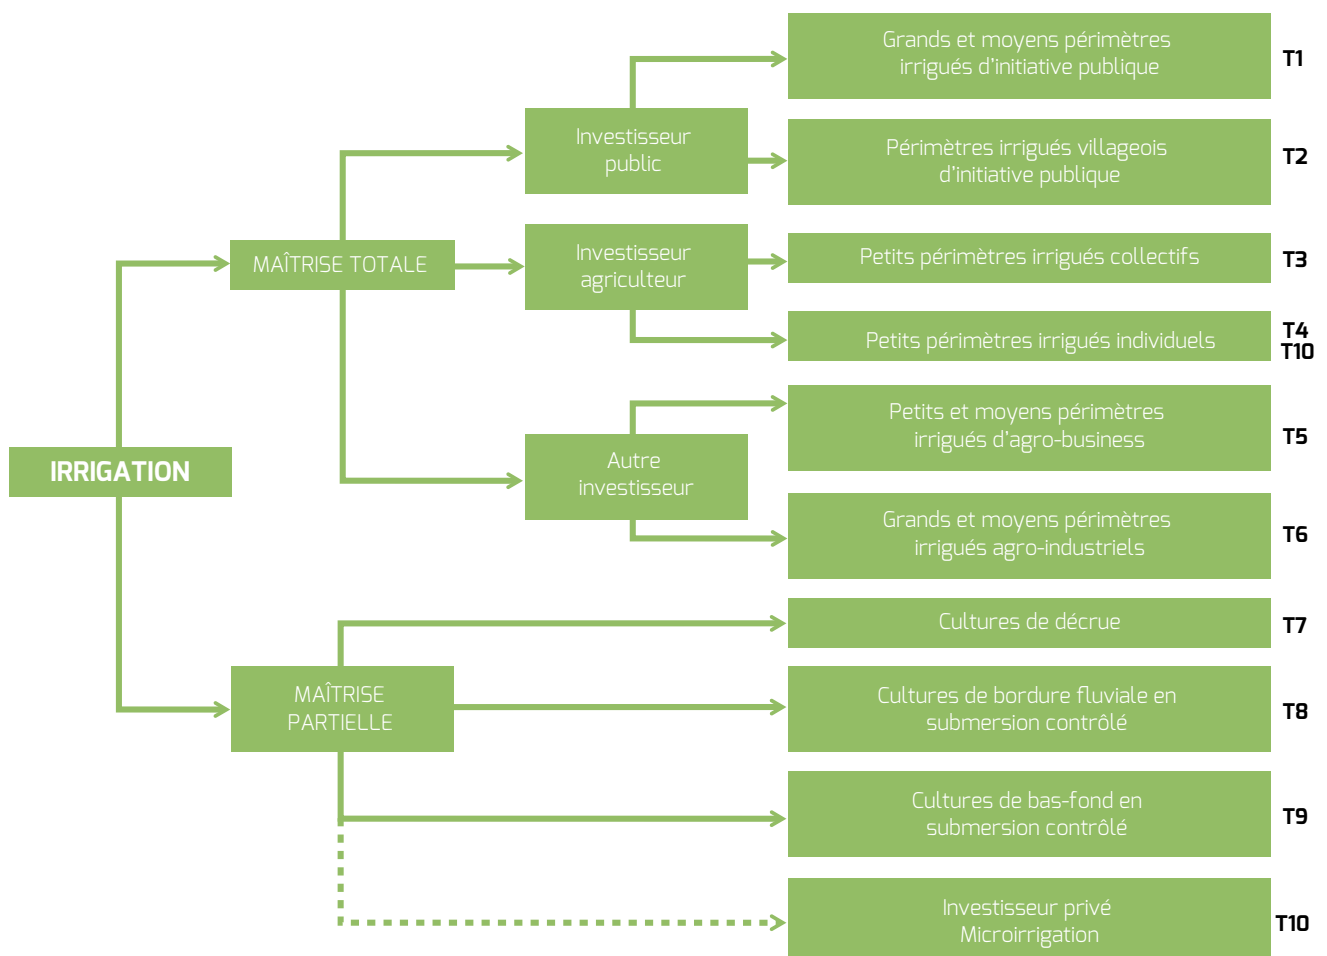 IRRIGATION
MAÎTRISE TOTALE
Investisseur
public
Grands et moyens périmètres
irrigués d'initiative publique
T1
Périmètres irrigués villageois
d'initiative publique
T2
Investisseur
agriculteur
Petits périmètres irrigués collectifs
T3
Petits périmètres irrigués individuels
T4
T10
Autre
investisseur
Petits et moyens périmètres
irrigués d'agro-business
T5
Grands et moyens périmètres
irrigués agro-industriels
T6
MAÎTRISE
PARTIELLE
Cultures de décrue
T7
Cultures de bordure fluviale en
submersion contrôlé
T8
Cultures de bas-fond en
submersion contrôlé
T9
Investisseur privé
Microirrigation
T10